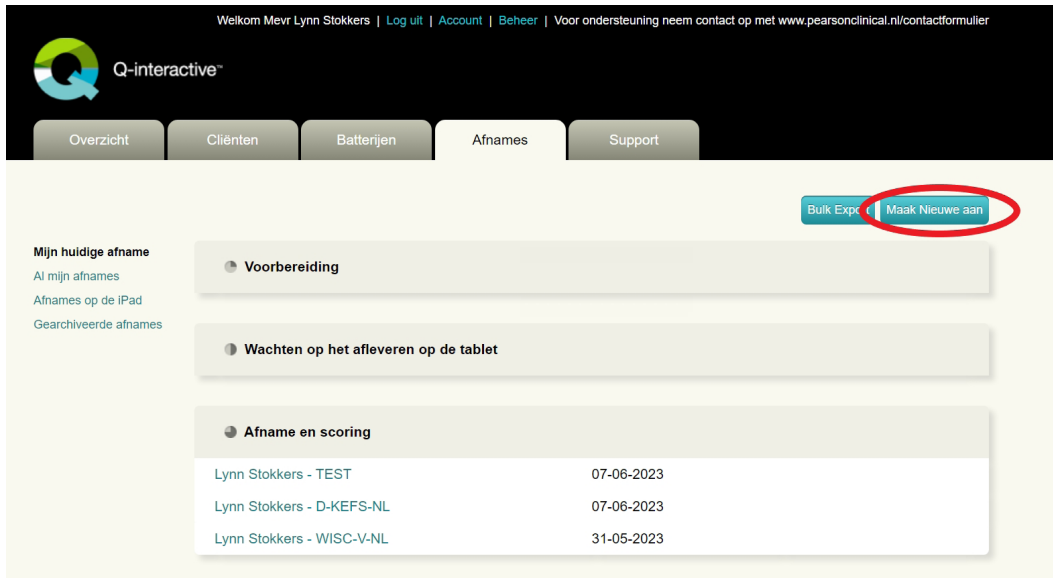 Welkom Mevr Lynn Stokkers | Log uit | Account | Beheer | Voor ondersteuning neem contact op met www.pearsonclinical.nl/contactformulier
Q-interactive™
Overzicht Cliënten Batterijen Afnames Support
Bulk Export Maak Nieuwe aan
Mijn huidige afname
Al mijn afnames
Afnames op de iPad
Gearchiveerde afnames
Voorbereiding
Wachten op het afleveren op de tablet
Afname en scoring
Lynn Stokkers - TEST 07-06-2023
Lynn Stokkers - D-KEFS-NL 07-06-2023
Lynn Stokkers - WISC-V-NL 31-05-2023